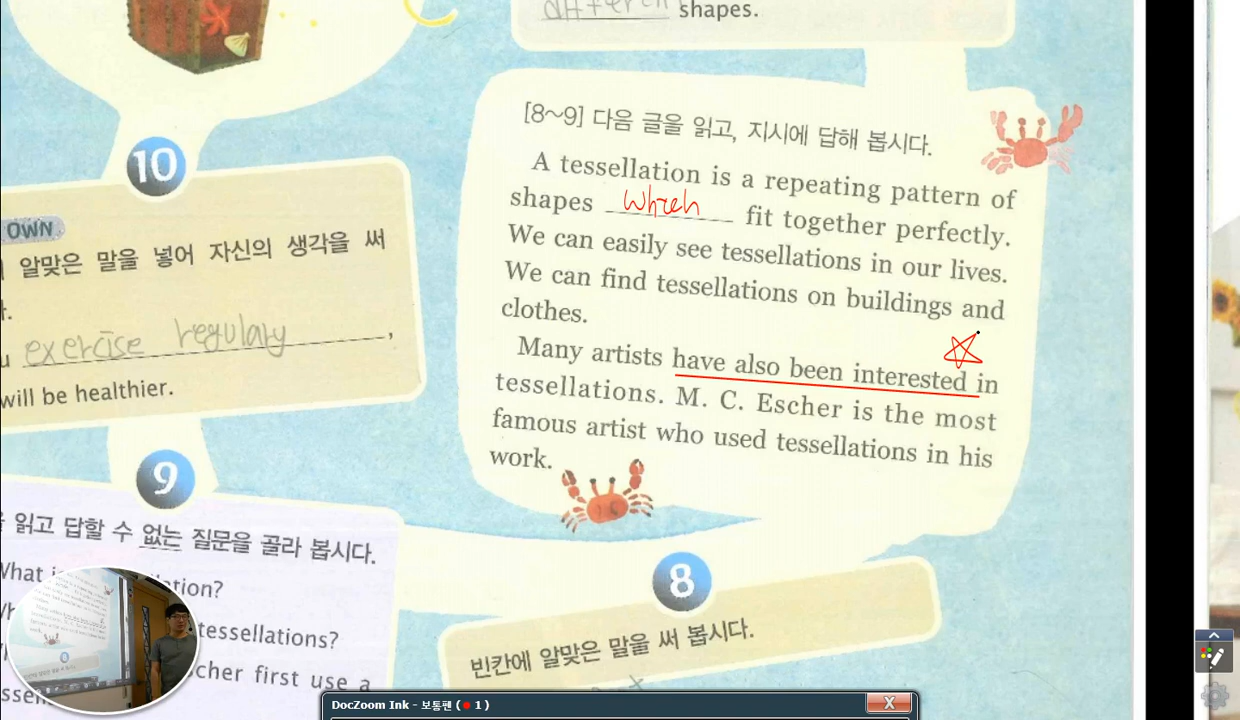 different shapes.
[8~9] 다음 글을 읽고, 지시에 답해 봅시다.
A tessellation is a repeating pattern of
shapes which fit together perfectly.
We can easily see tessellations in our lives.
We can find tessellations on buildings and
clothes.
Many artists have also been interested in
tessellations. M. C. Escher is the most
famous artist who used tessellations in his
work.
10
OWN
알맞은 말을 넣어 자신의 생각을 써
exercise regulary,
will be healthier.
9
읽고 답할 수 없는 질문을 골라 봅시다.
What
tessellations?
first use a
8
빈칸에 알맞은 말을 써 봅시다.
DocZoom Ink - 보통펜 ( 1 )
X